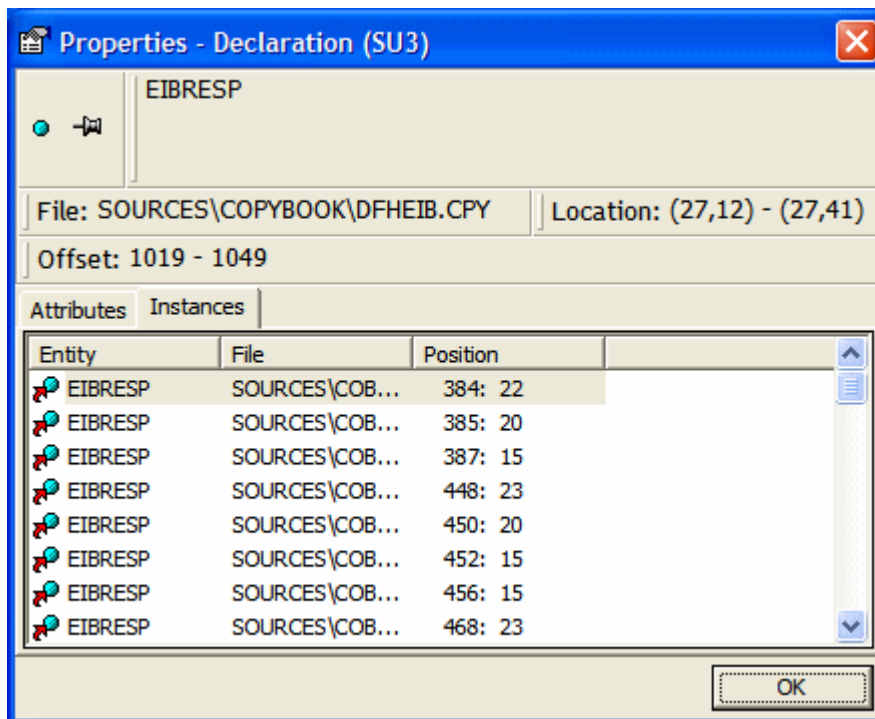 Properties - Declaration (SU3)
EIBRESP
File: SOURCES\COPYBOOK\DFHEIB.CPY Location: (27,12) - (27,41)
Offset: 1019 - 1049
Attributes Instances
Entity File Position
EIBRESP SOURCES\COB... 384: 22
EIBRESP SOURCES\COB... 385: 20
EIBRESP SOURCES\COB... 387: 15
EIBRESP SOURCES\COB... 448: 23
EIBRESP SOURCES\COB... 450: 20
EIBRESP SOURCES\COB... 452: 15
EIBRESP SOURCES\COB... 456: 15
EIBRESP SOURCES\COB... 468: 23
OK